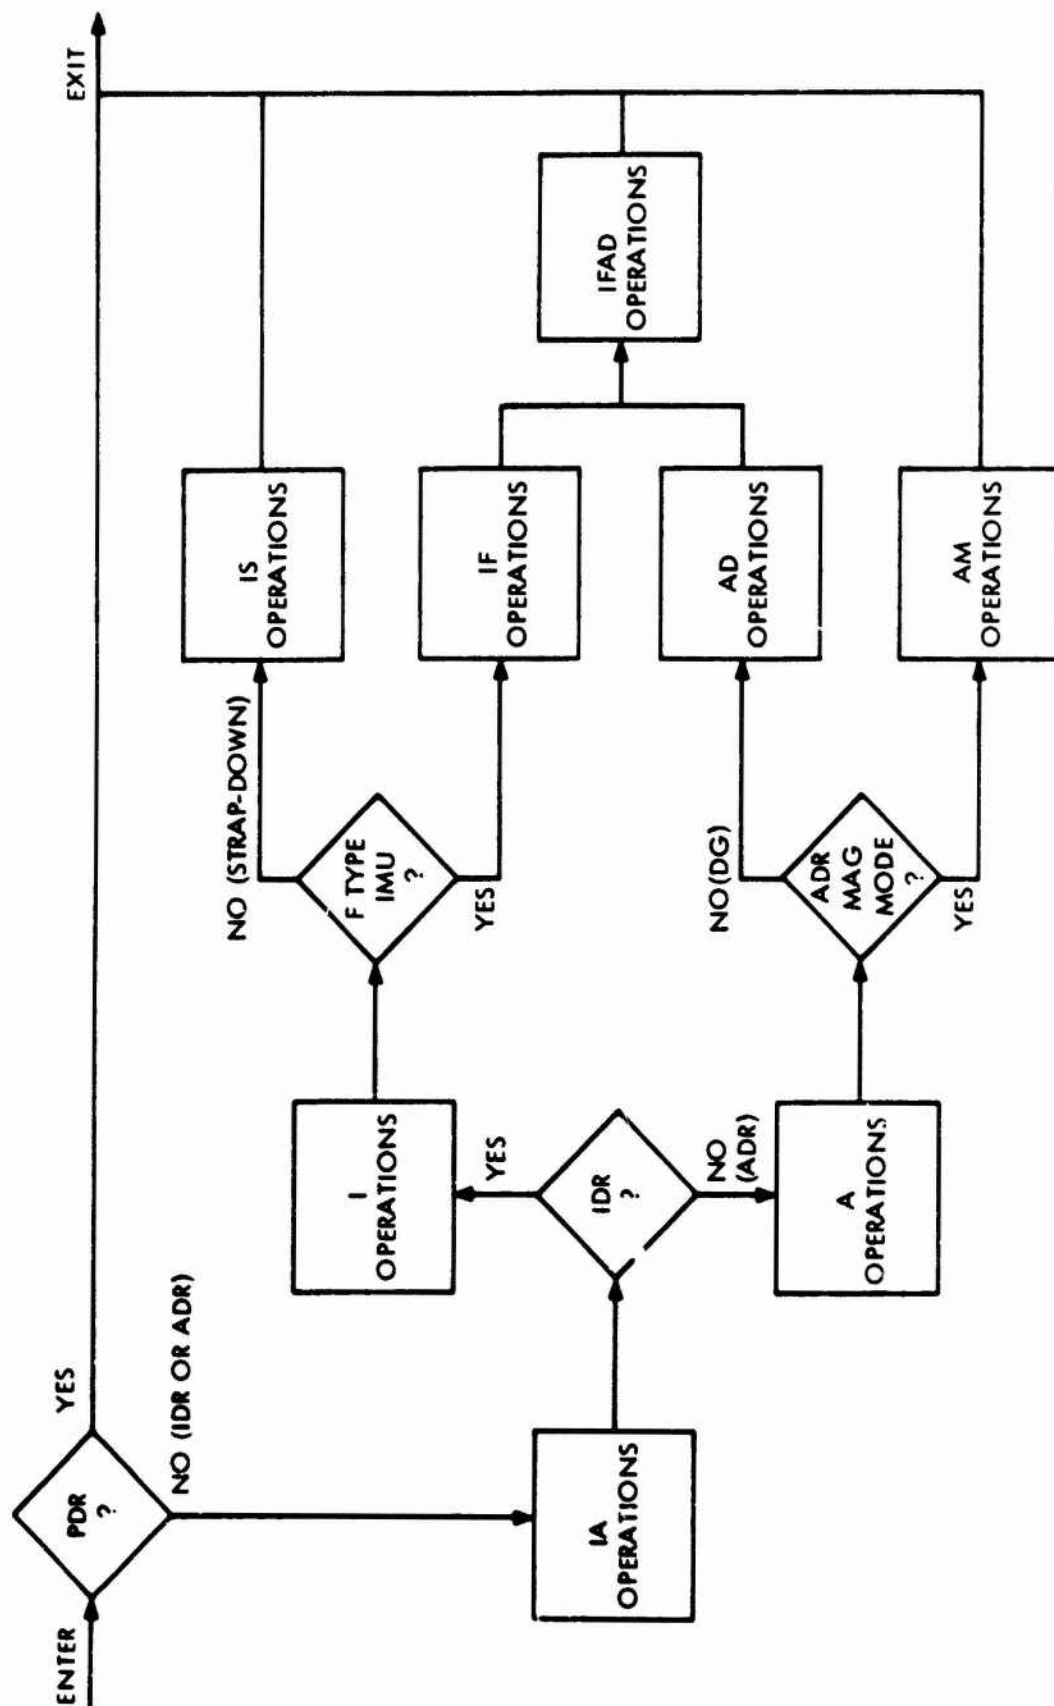 ENTER
PDR
?
YES
EXIT
NO (IDR OR ADR)
IA
OPERATIONS
IDR
?
YES
NO
(ADR)
I
OPERATIONS
F TYPE
IMU
?
NO (STRAP-DOWN)
YES
IS
OPERATIONS
IF
OPERATIONS
A
OPERATIONS
ADR
MAG
MODE
?
NO(DG)
YES
AD
OPERATIONS
AM
OPERATIONS
IFAD
OPERATIONS